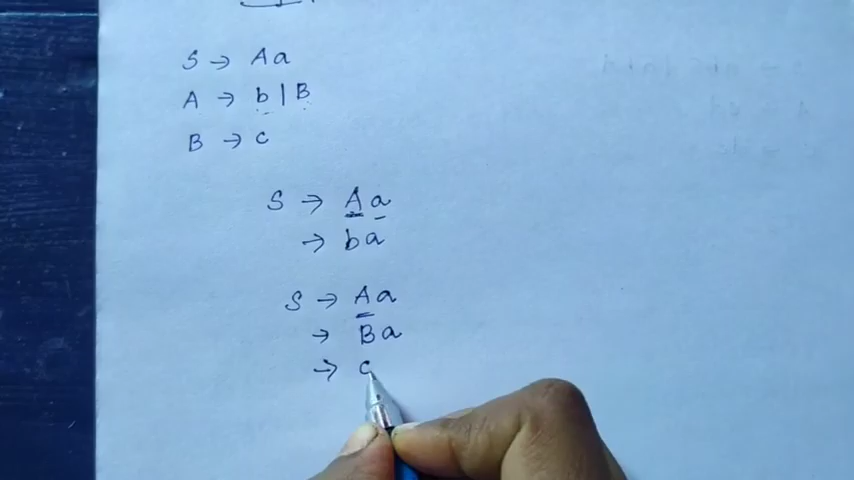 S → Aa
A → b | B
B → c
S → Aa
→ ba
S → Aa
→ Ba
→ c